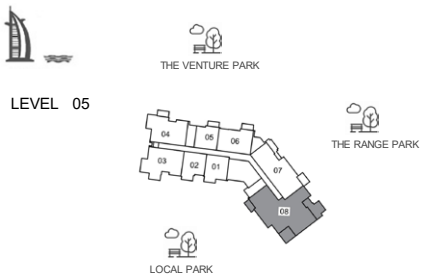 THE VENTURE PARK
LEVEL 05
THE RANGE PARK
04
05
06
03
02
01
07
08
LOCAL PARK